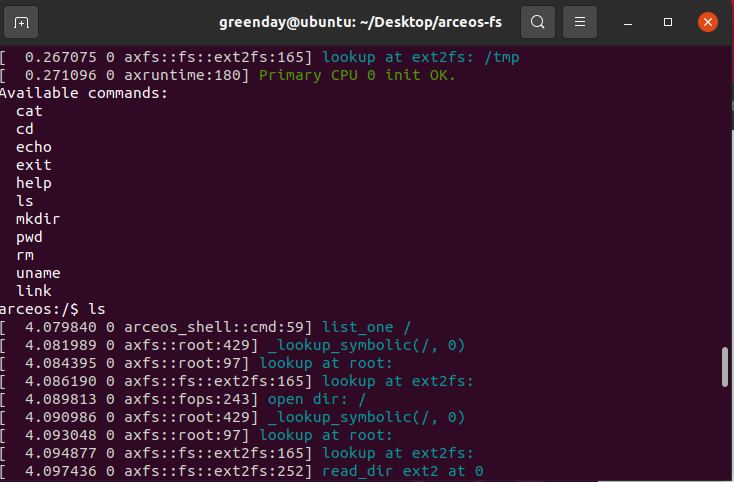 greenday@ubuntu: ~/Desktop/arceos-fs
[  0.267075 0 axfs::fs::ext2fs:165] lookup at ext2fs: /tmp
[  0.271096 0 axruntime:180] Primary CPU 0 init OK.
Available commands:
  cat
  cd
  echo
  exit
  help
  ls
  mkdir
  pwd
  rm
  uname
  link
arceos:/$ ls
[  4.079840 0 arceos_shell::cmd:59] list_one /
[  4.081989 0 axfs::root:429] _lookup_symbolic(/, 0)
[  4.084395 0 axfs::root:97] lookup at root:
[  4.086190 0 axfs::fs::ext2fs:165] lookup at ext2fs:
[  4.089813 0 axfs::fops:243] open dir: /
[  4.090986 0 axfs::root:429] _lookup_symbolic(/, 0)
[  4.093048 0 axfs::root:97] lookup at root:
[  4.094877 0 axfs::fs::ext2fs:165] lookup at ext2fs:
[  4.097436 0 axfs::fs::ext2fs:252] read_dir ext2 at 0